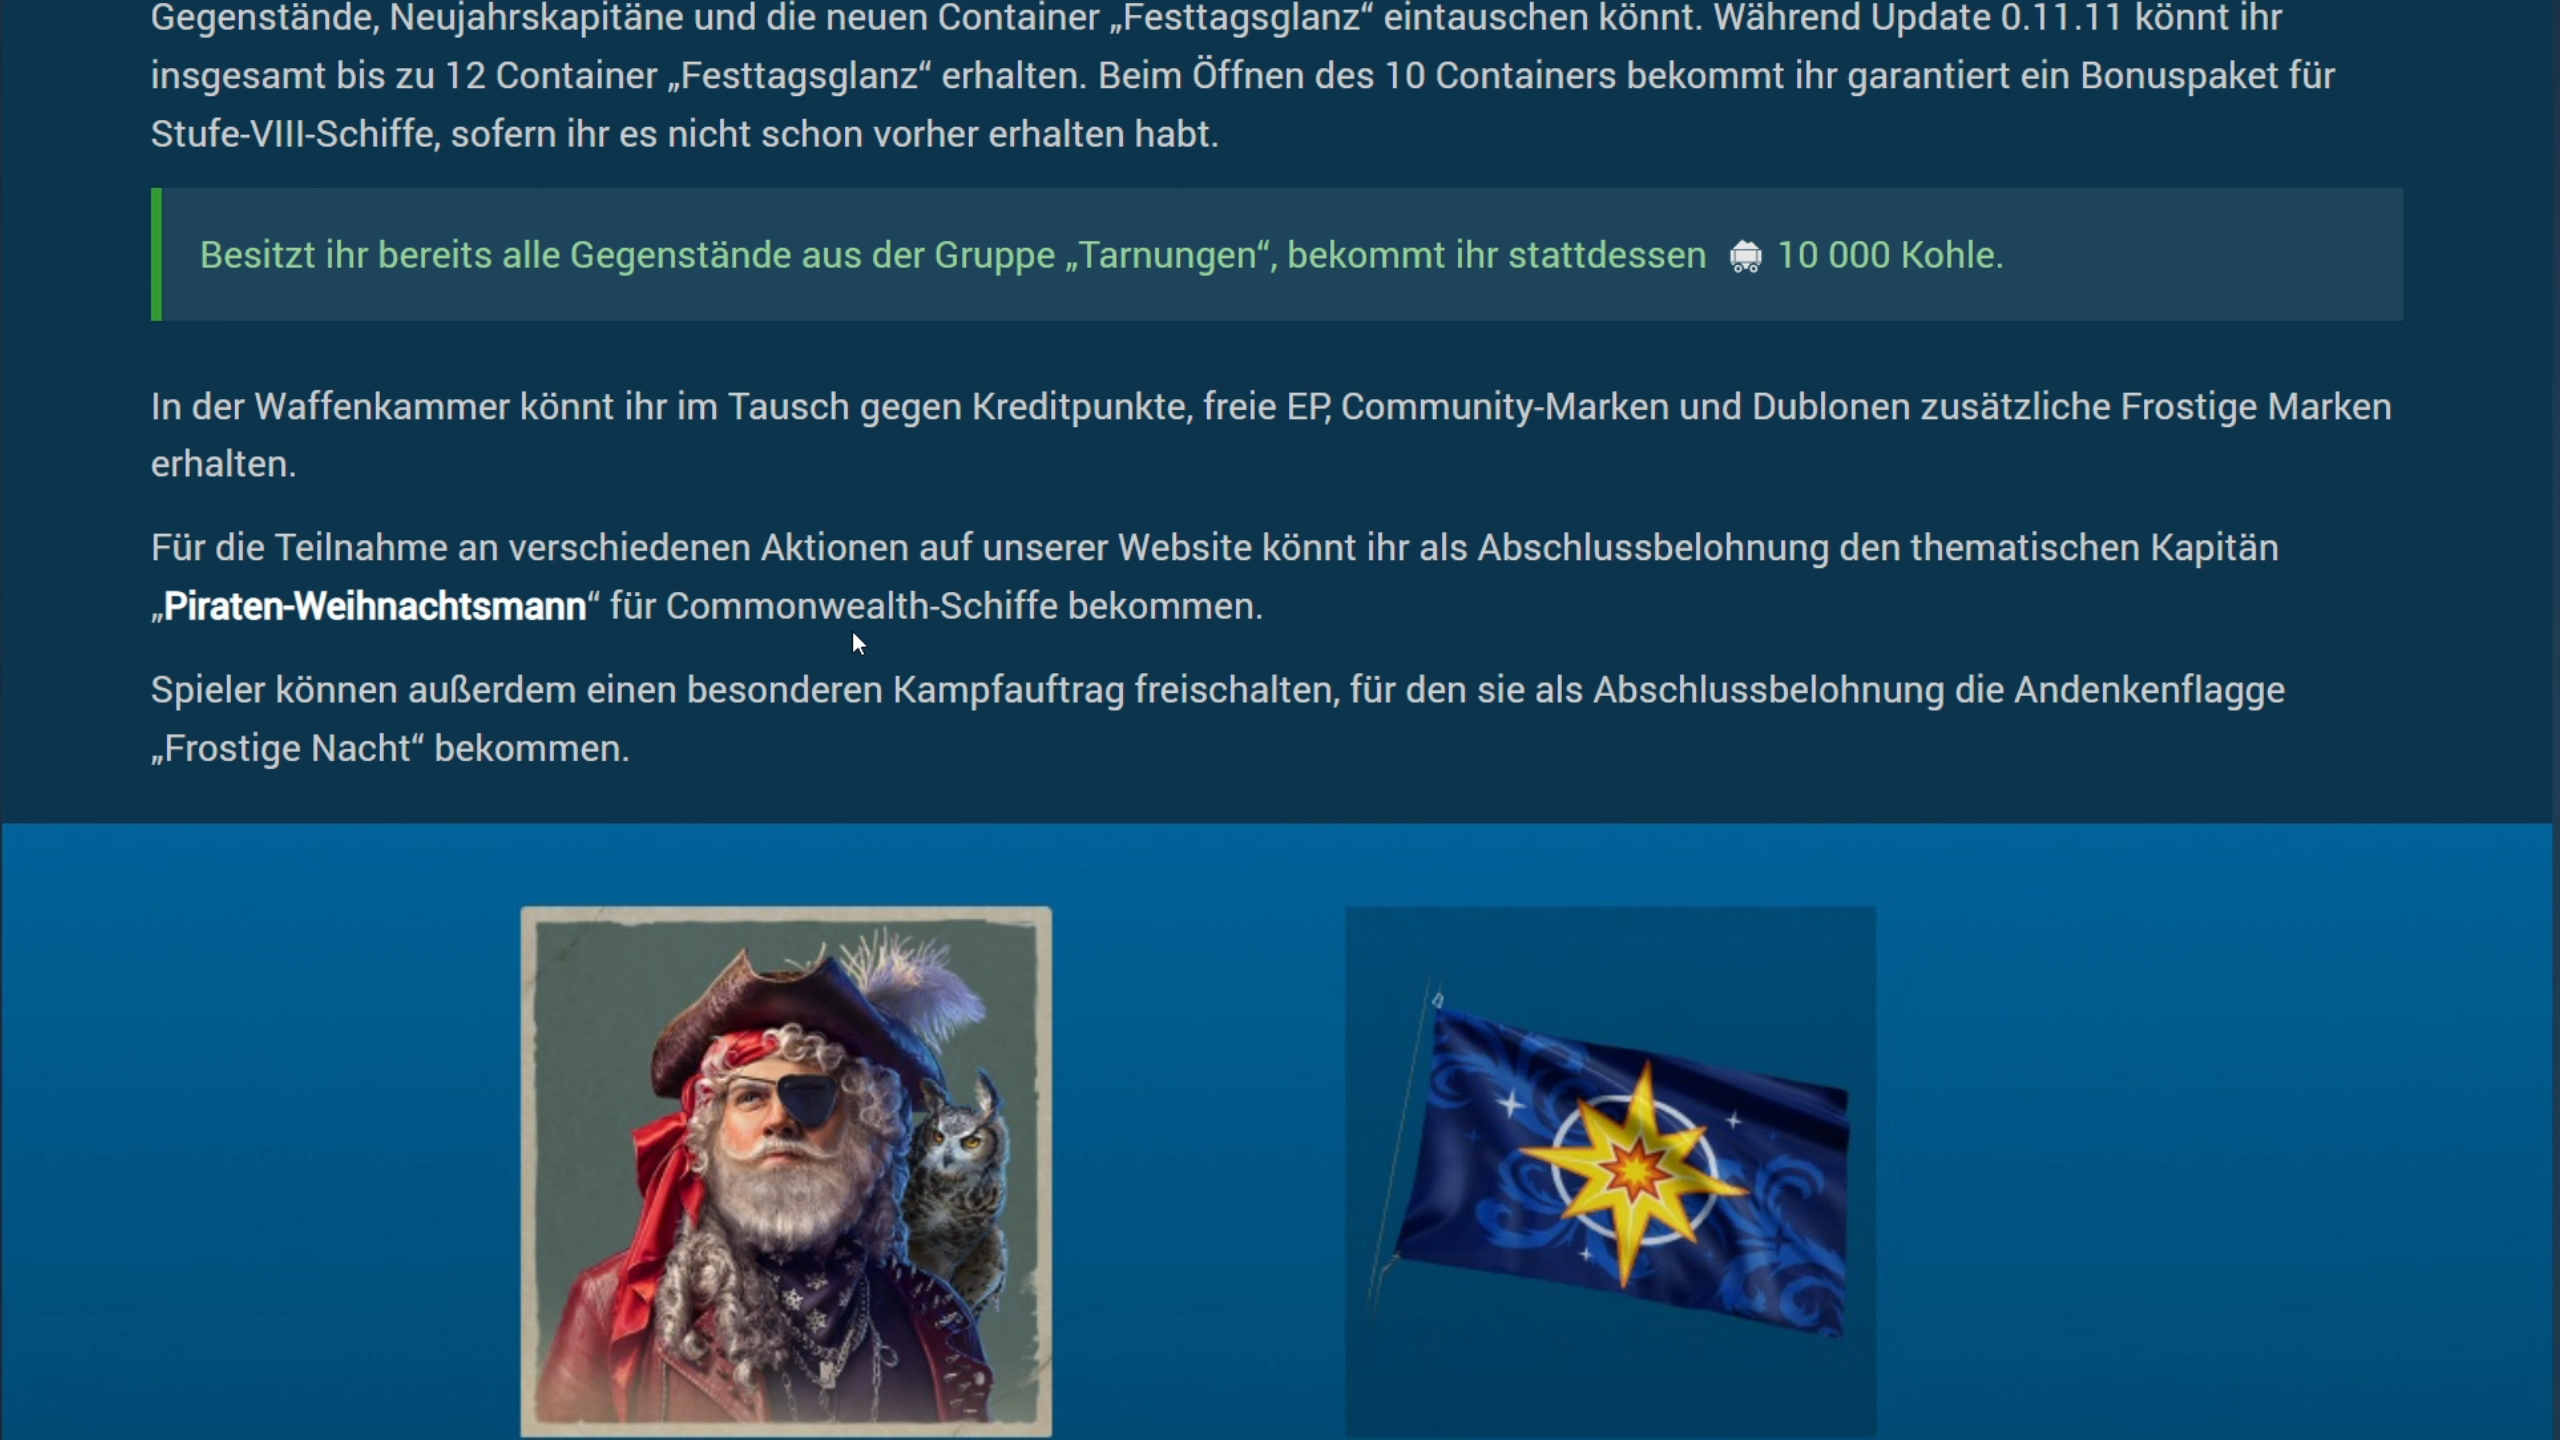 Gegenstände, Neujahrskapitäne und die neuen Container „Festtagsglanz“ eintauschen könnt. Während Update 0.11.11 könnt ihr
insgesamt bis zu 12 Container „Festtagsglanz“ erhalten. Beim Öffnen des 10 Containers bekommt ihr garantiert ein Bonuspaket für
Stufe-VIII-Schiffe, sofern ihr es nicht schon vorher erhalten habt.
Besitzt ihr bereits alle Gegenstände aus der Gruppe „Tarnungen“, bekommt ihr stattdessen 10 000 Kohle.
In der Waffenkammer könnt ihr im Tausch gegen Kreditpunkte, freie EP, Community-Marken und Dublonen zusätzliche Frostige Marken
erhalten.
Für die Teilnahme an verschiedenen Aktionen auf unserer Website könnt ihr als Abschlussbelohnung den thematischen Kapitän
„Piraten-Weihnachtsmann“ für Commonwealth-Schiffe bekommen.
Spieler können außerdem einen besonderen Kampfauftrag freischalten, für den sie als Abschlussbelohnung die Andenkenflagge
„Frostige Nacht“ bekommen.